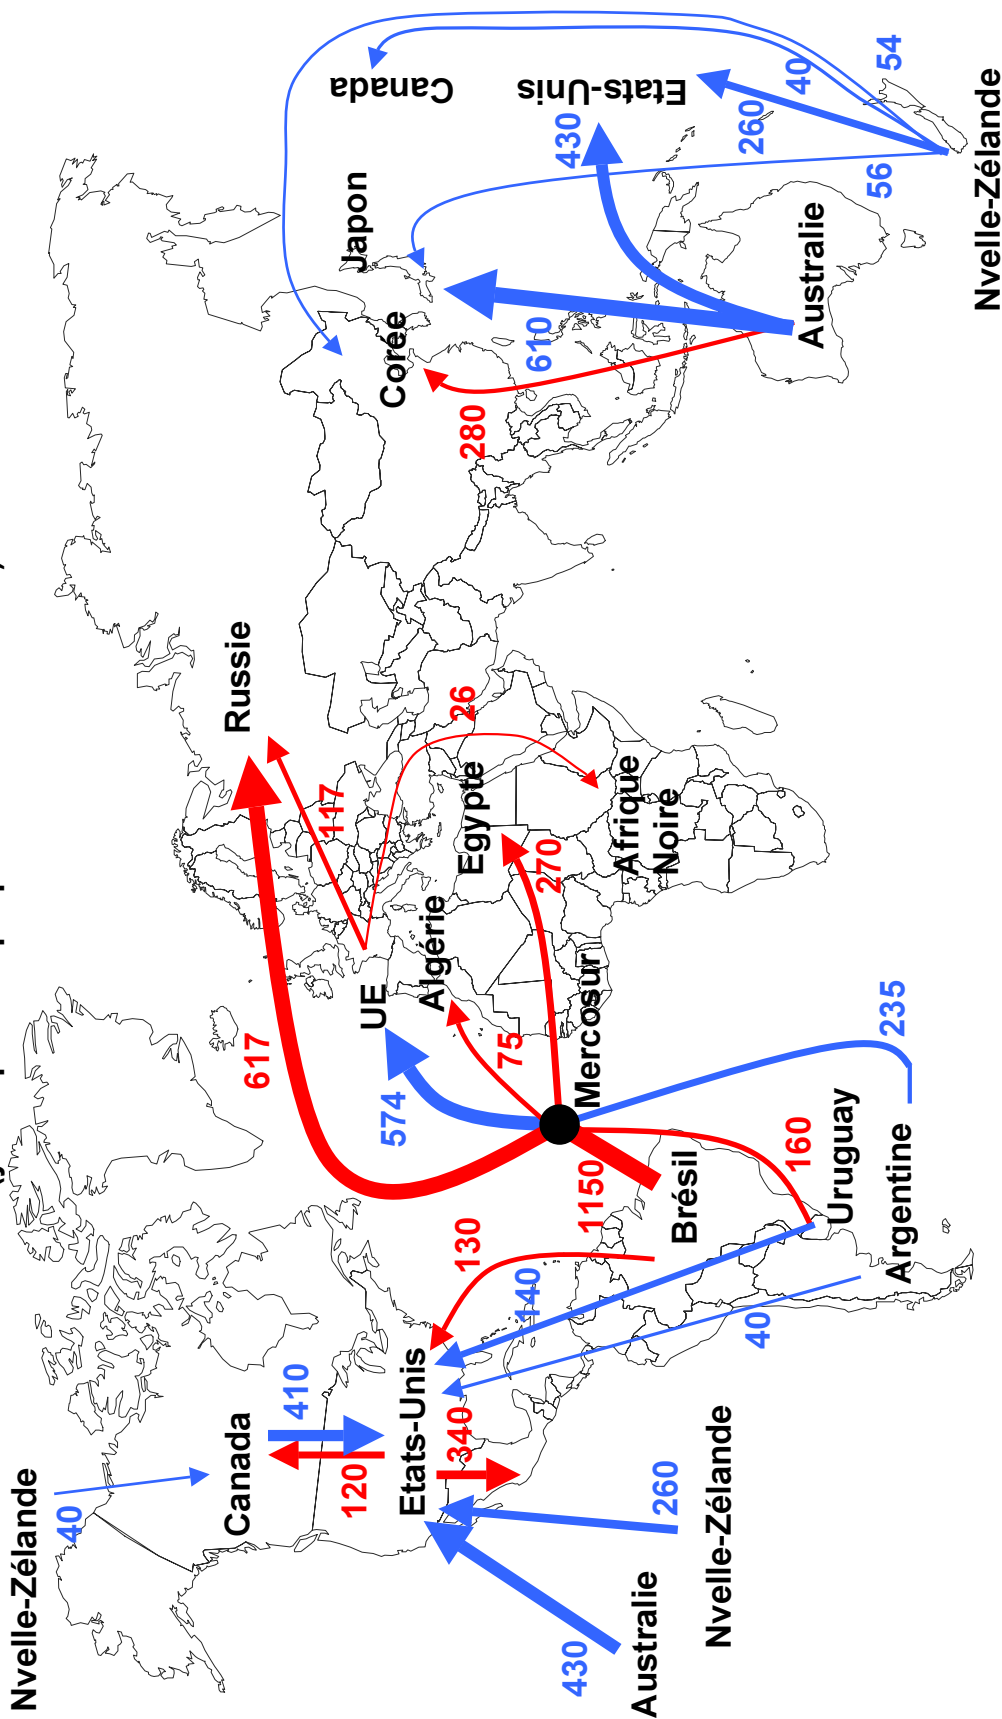 Nvelle-Zélande
40
Canada
Russie
617
410
117
120
Japon
UE
574
Corée
Canada
Etats-Unis
Algérie
340
130
26
Egypte
280
75
140
610
270
430
430
Mercosur
1150
Etats-Unis
Afrique
Noire
Australie
260
Brésil
Nvelle-Zélande
260
40
160
40
Australie
Uruguay
56
54
Argentine
235
Nvelle-Zélande